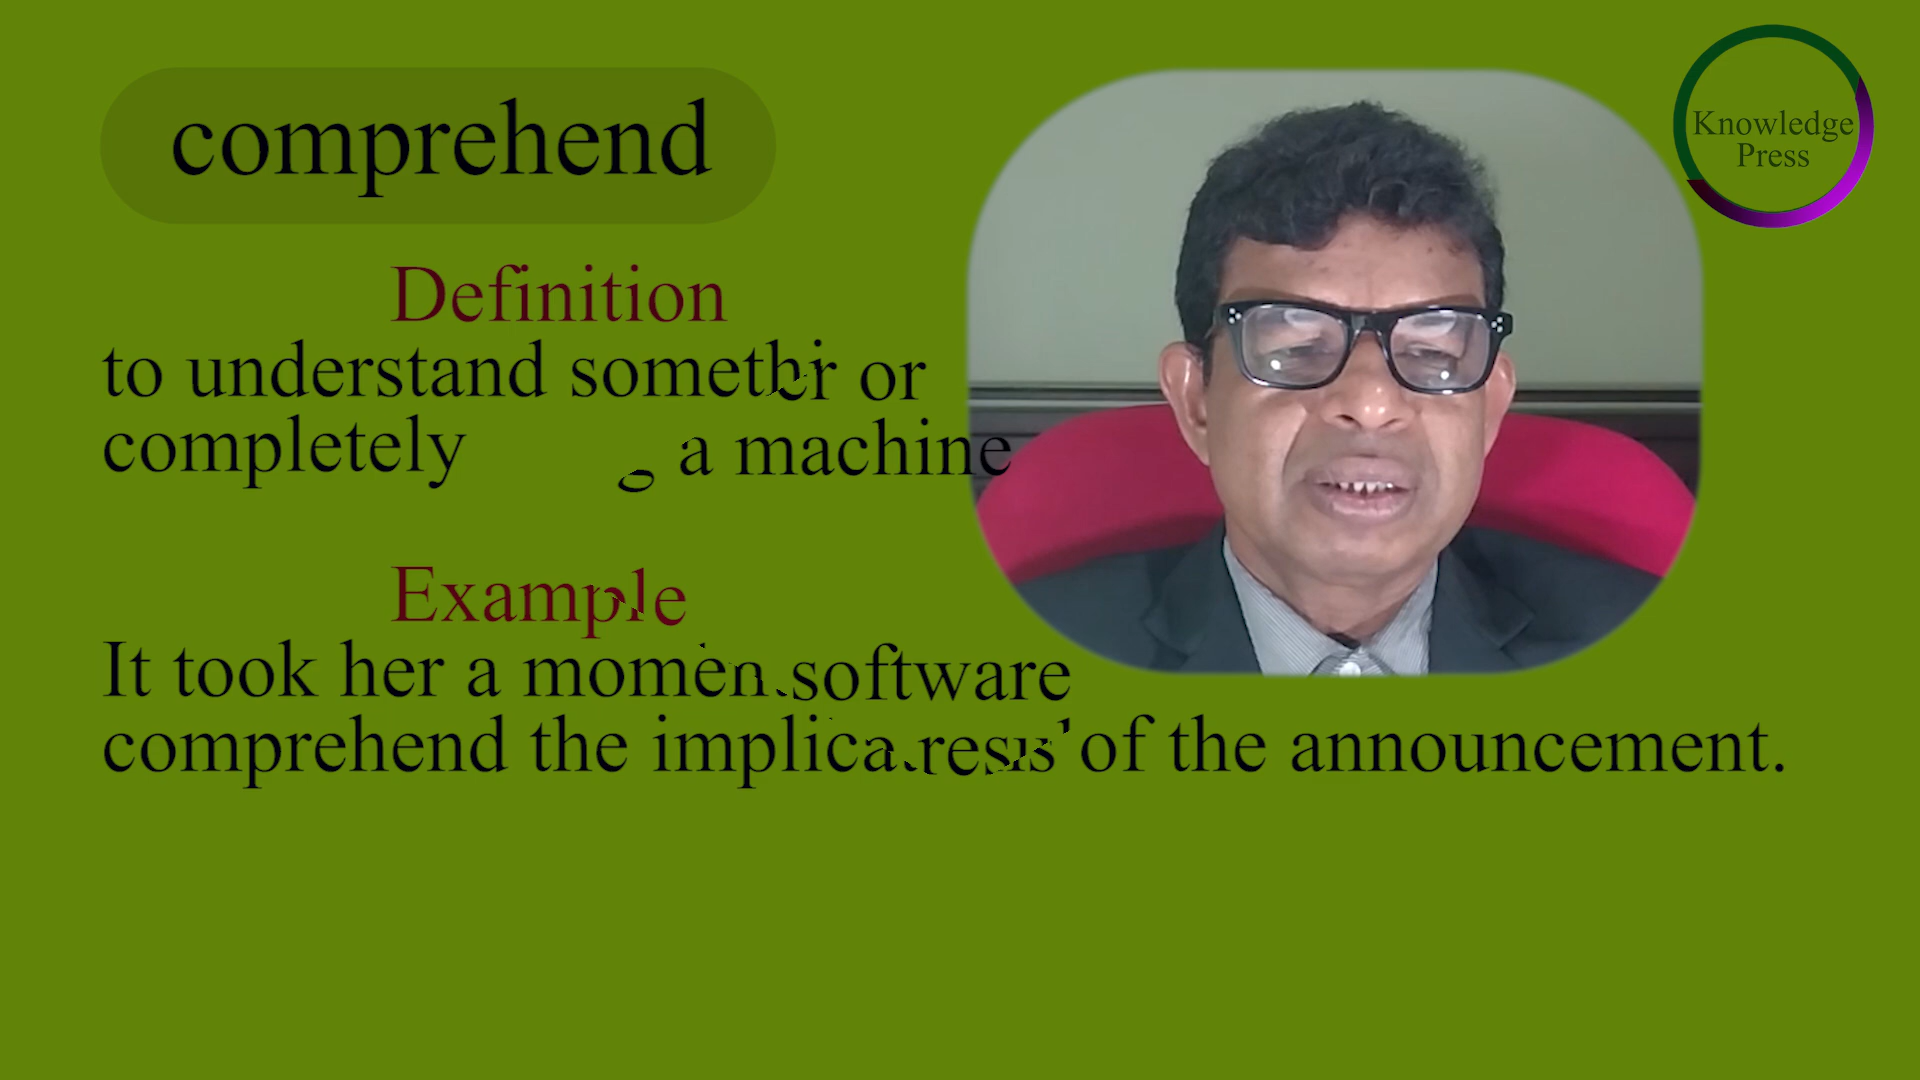 comprehend
Knowledge
Press
Definition
to understand or
completely a machine
Example
It took her a software
comprehend the of the announcement.